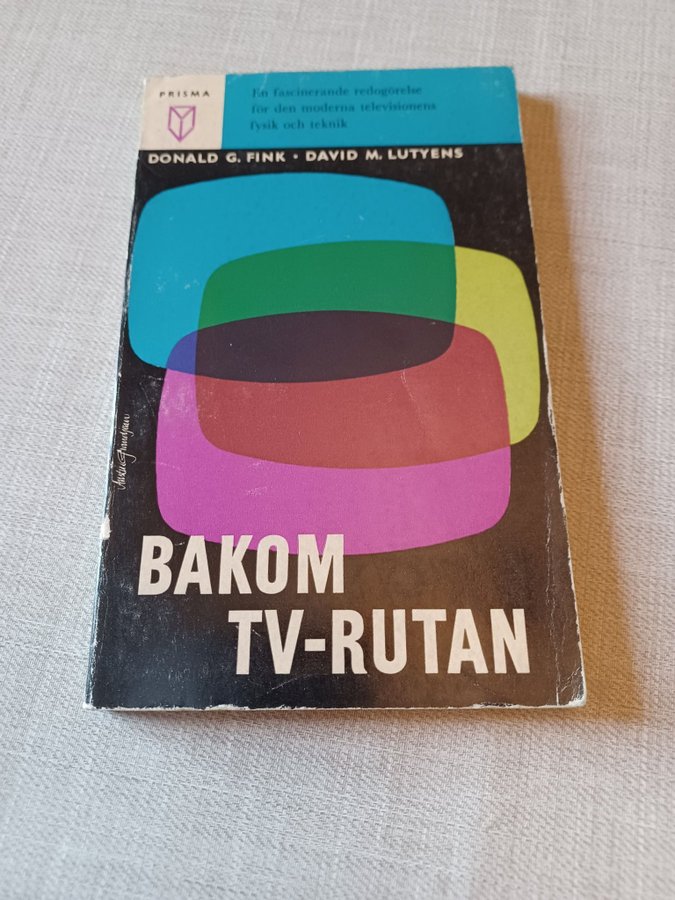 PRISMA
En fascinerande redogörelse
för den moderna televisionens
fysik och teknik
DONALD G. FINK · DAVID M. LUTYENS
BAKOM
TV-RUTAN